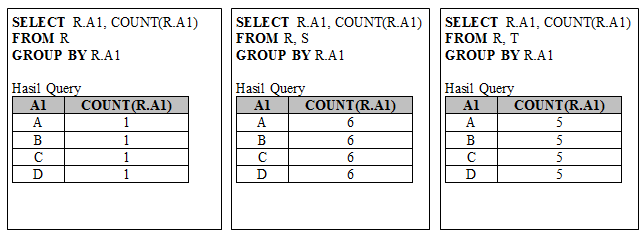 SELECT R.A1, COUNT(R.A1)
FROM R
GROUP BY R.A1
Hasil Query
A1 COUNT(R.A1)
A 1
B 1
C 1
D 1
SELECT R.A1, COUNT(R.A1)
FROM R, S
GROUP BY R.A1
Hasil Query
A1 COUNT(R.A1)
A 6
B 6
C 6
D 6
SELECT R.A1, COUNT(R.A1)
FROM R, T
GROUP BY R.A1
Hasil Query
A1 COUNT(R.A1)
A 5
B 5
C 5
D 5